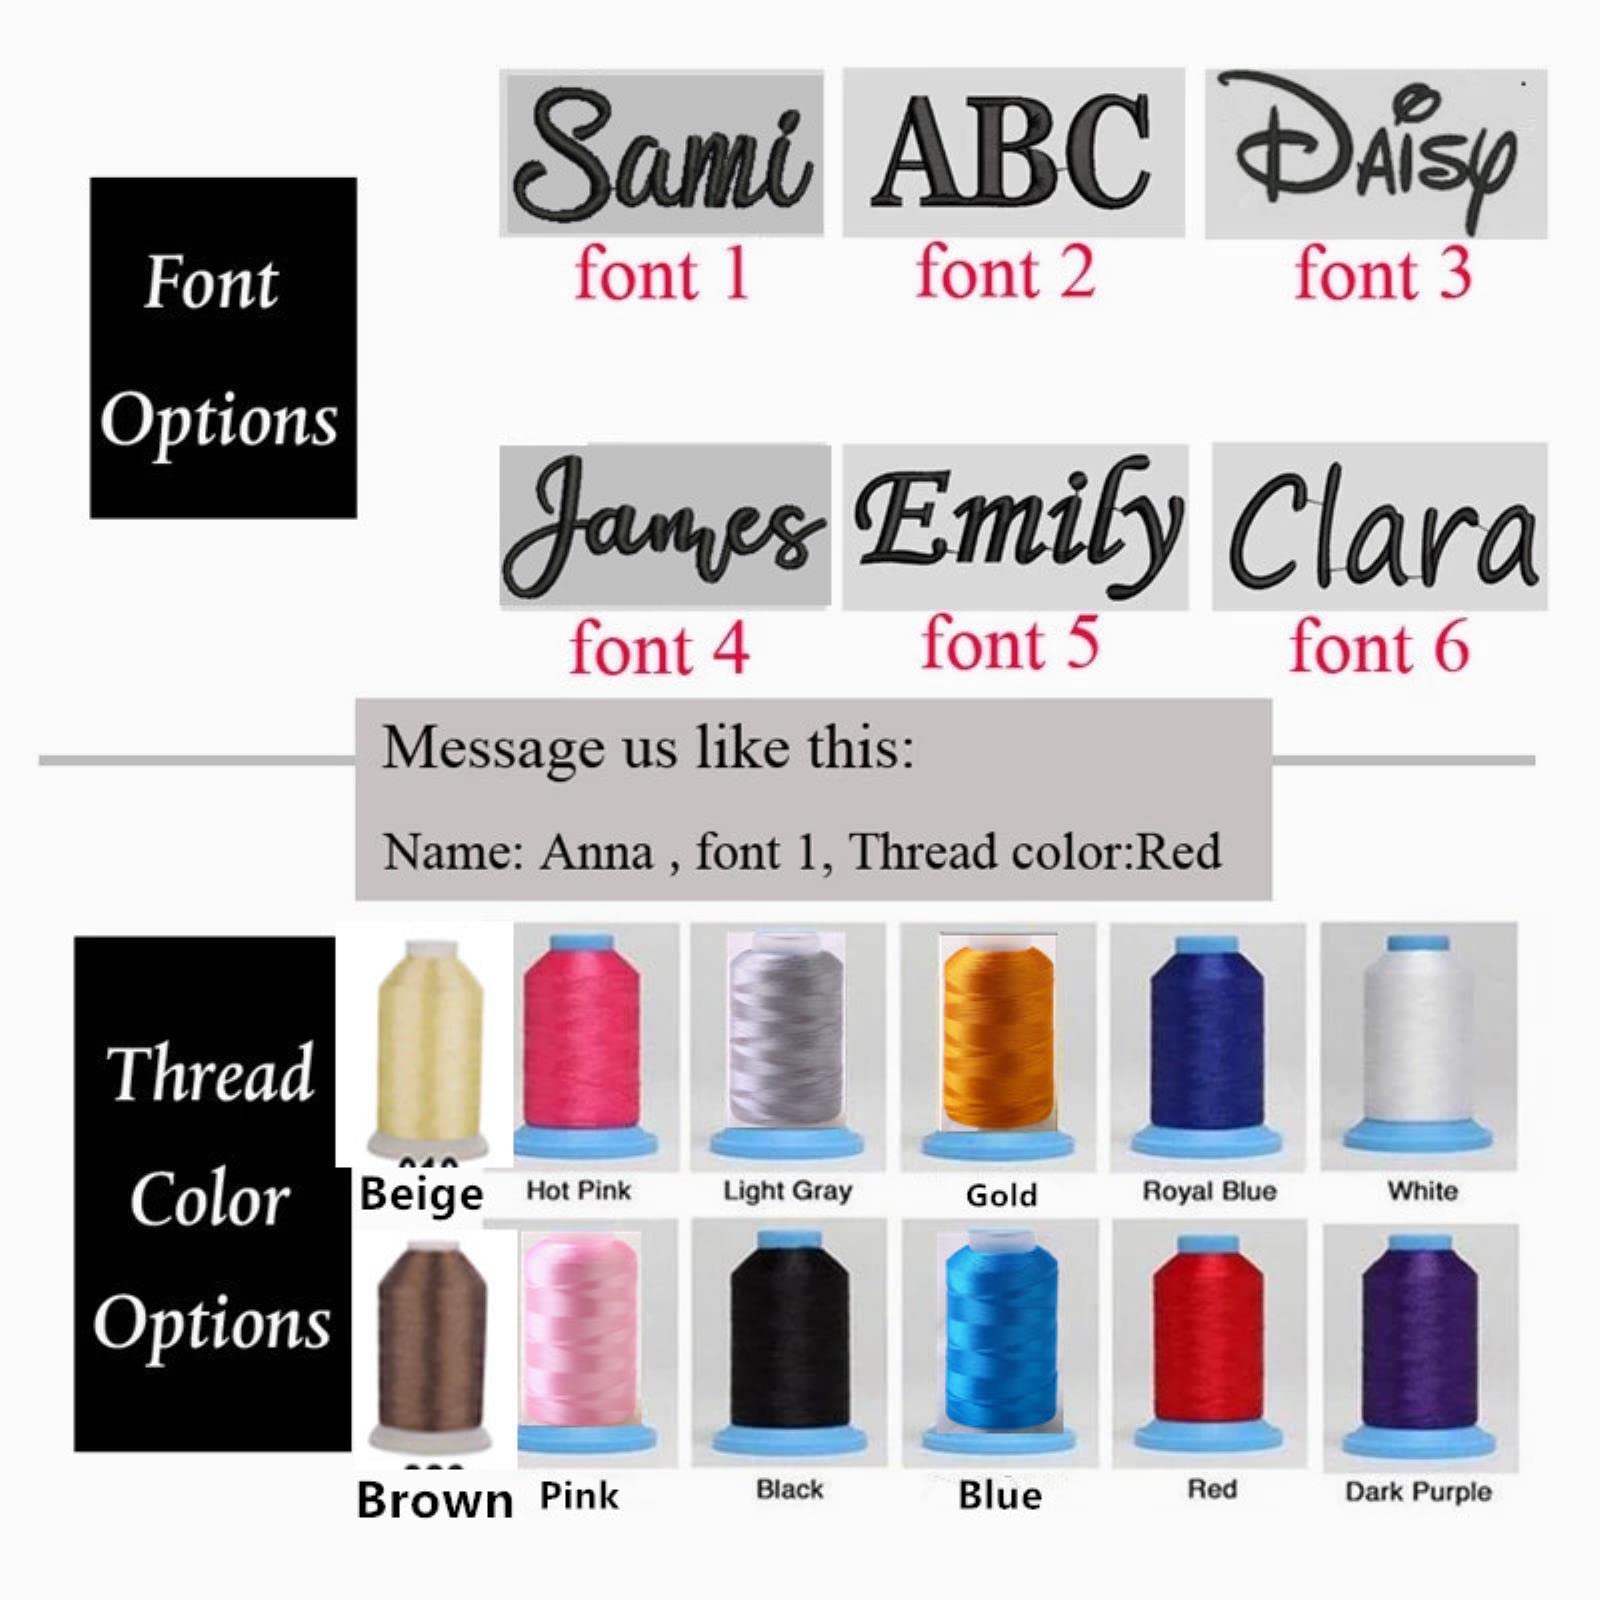 Font
Options
Sami
ABC
Daisy
font 1
font 2
font 3
James
Emily
Clara
font 4
font 5
font 6
Message us like this:
Name: Anna , font 1, Thread color:Red
Thread
Color
Options
Beige
Hot Pink
Light Gray
Gold
Royal Blue
White
Brown
Pink
Black
Blue
Red
Dark Purple